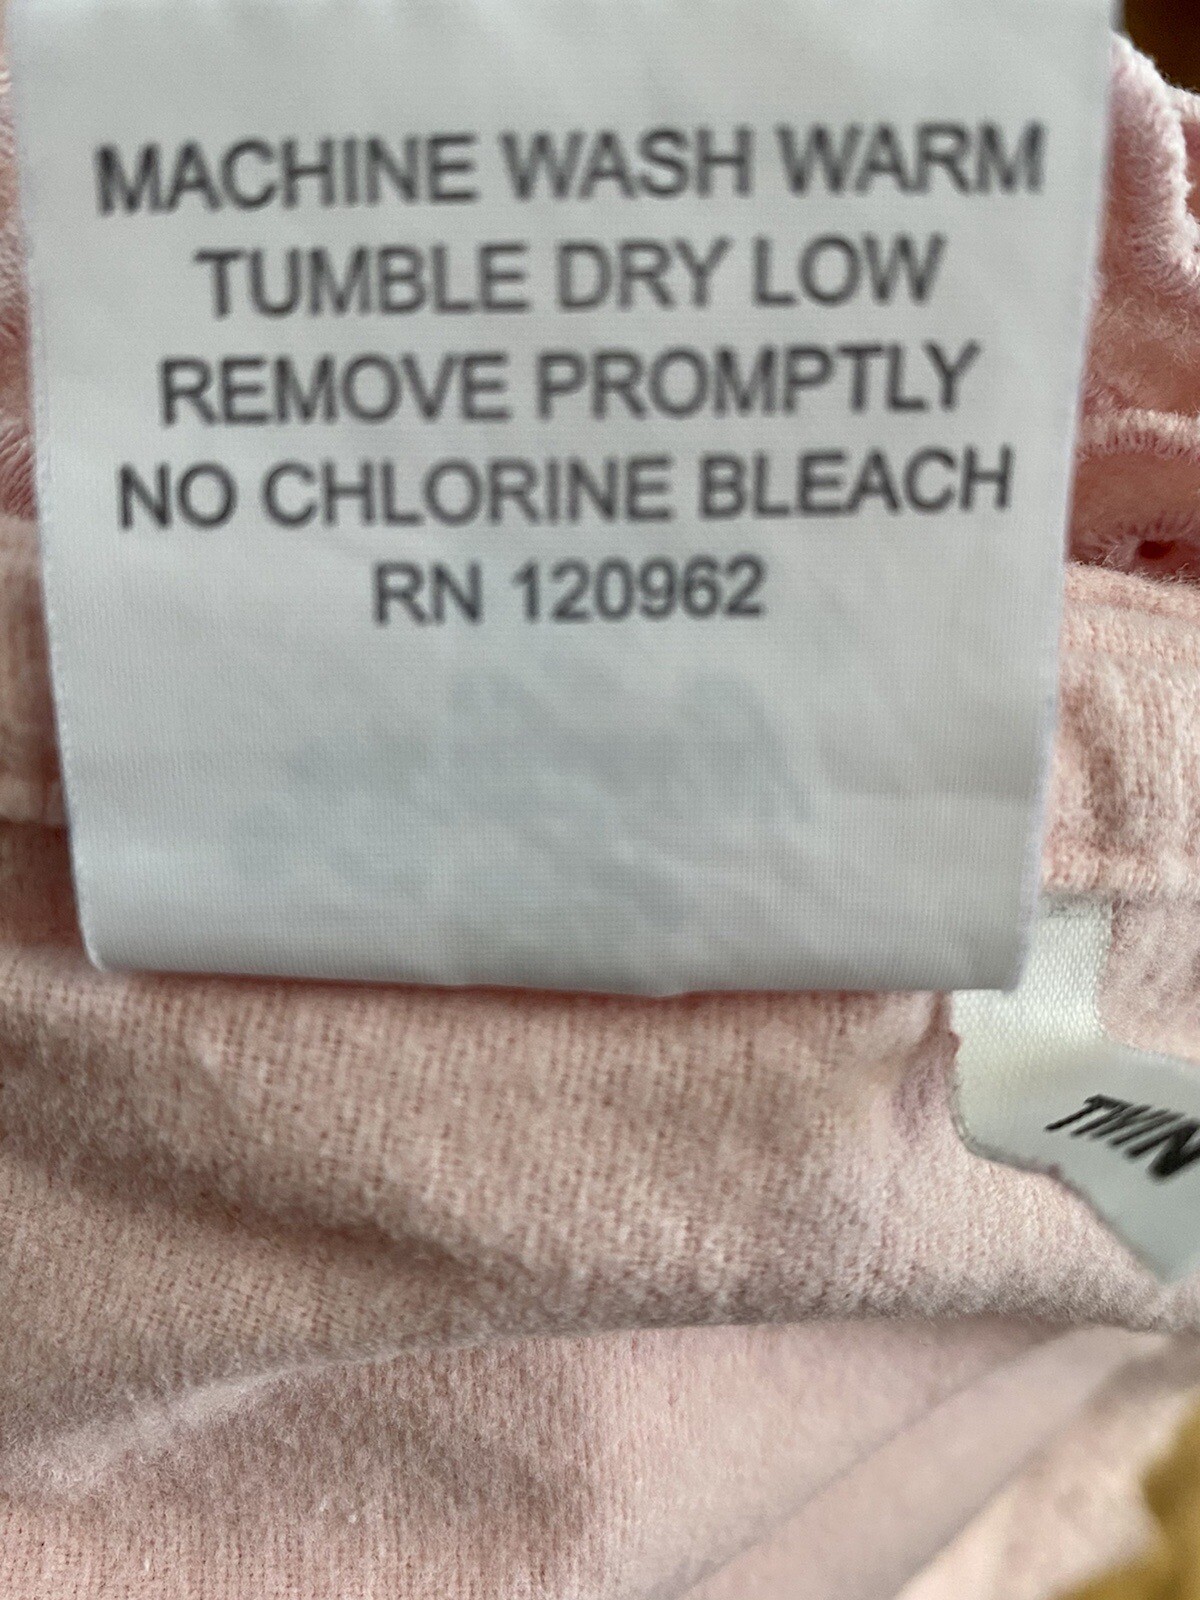 MACHINE WASH WARM
TUMBLE DRY LOW
REMOVE PROMPTLY
NO CHLORINE BLEACH
RN 120962
TWIN